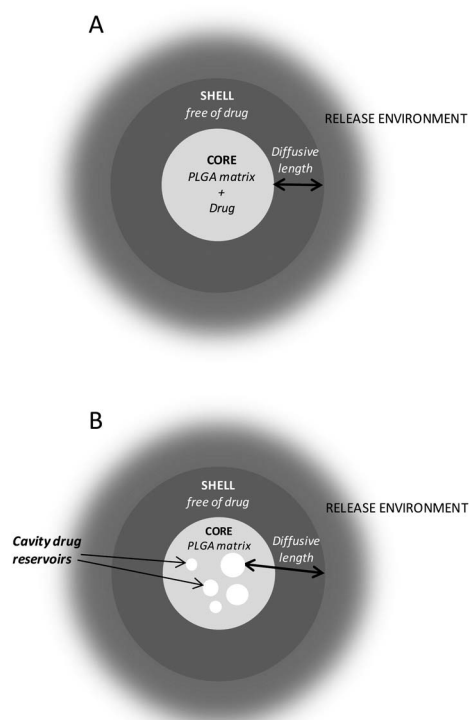 A
SHELL
free of drug
RELEASE ENVIRONMENT
Diffusive
length
CORE
PLGA matrix
+
Drug
B
SHELL
free of drug
RELEASE ENVIRONMENT
Cavity drug
reservoirs
CORE
PLGA matrix
Diffusive
length